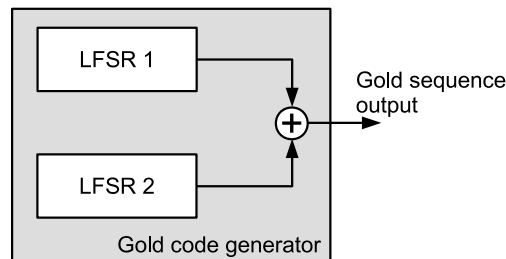 LFSR 1
Gold sequence
output
LFSR 2
Gold code generator